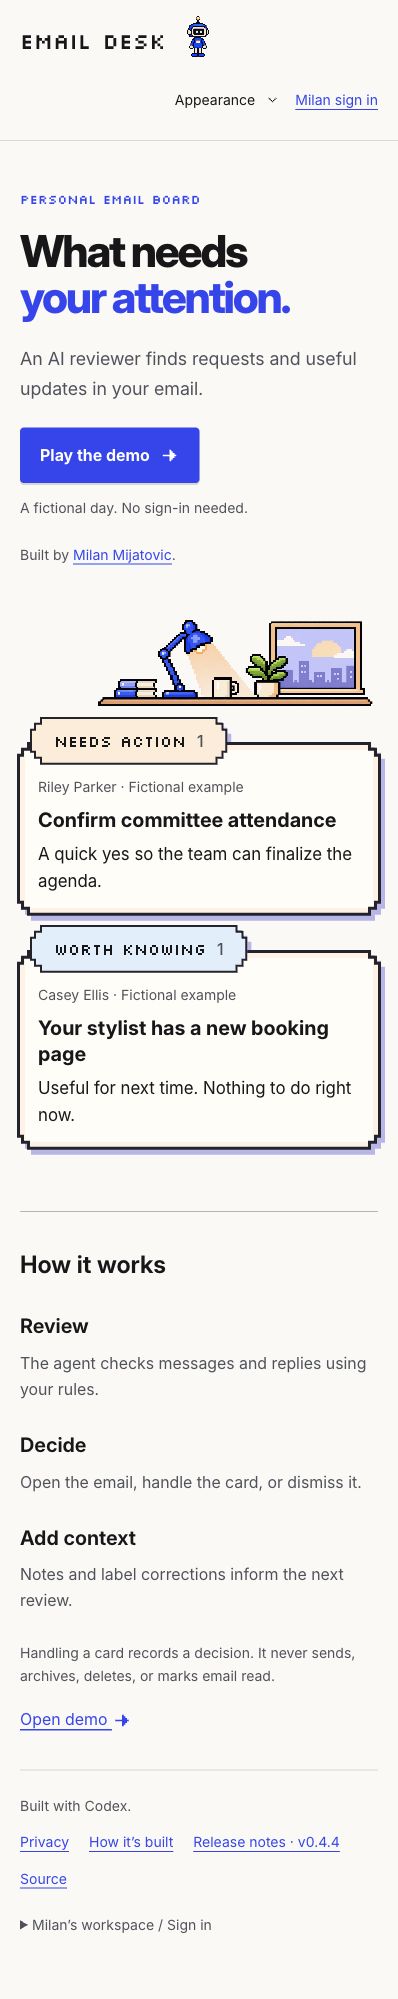 EMAIL DESK
Appearance
Milan sign in
PERSONAL EMAIL BOARD
What needs
your attention.
An AI reviewer finds requests and useful
updates in your email.
Play the demo
A fictional day. No sign-in needed.
Built by Milan Mijatovic.
NEEDS ACTION 1
Riley Parker · Fictional example
Confirm committee attendance
A quick yes so the team can finalize the
agenda.
WORTH KNOWING 1
Casey Ellis · Fictional example
Your stylist has a new booking
page
Useful for next time. Nothing to do right
now.
How it works
Review
The agent checks messages and replies using
your rules.
Decide
Open the email, handle the card, or dismiss it.
Add context
Notes and label corrections inform the next
review.
Handling a card records a decision. It never sends,
archives, deletes, or marks email read.
Open demo
Built with Codex.
Privacy How it’s built Release notes · v0.4.4
Source
Milan’s workspace / Sign in